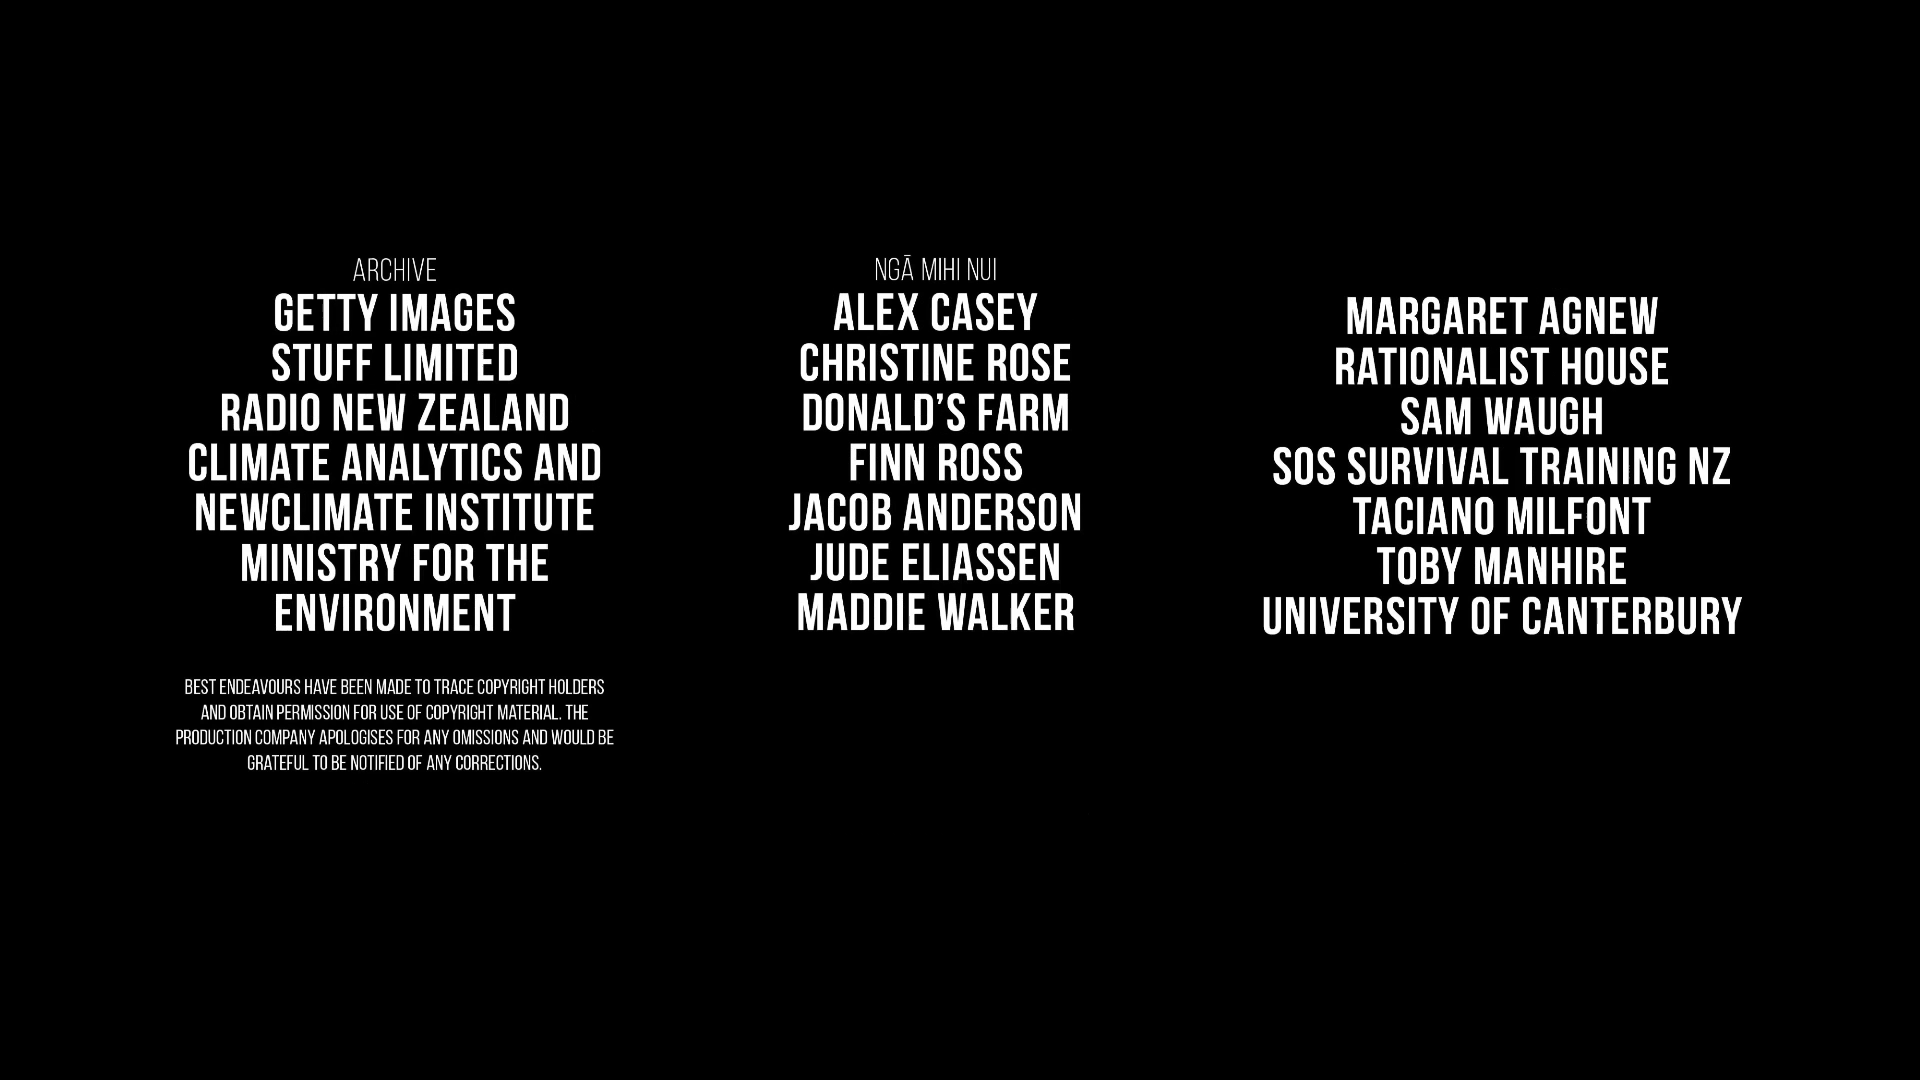 ARCHIVE
GETTY IMAGES
STUFF LIMITED
RADIO NEW ZEALAND
CLIMATE ANALYTICS AND
NEWCLIMATE INSTITUTE
MINISTRY FOR THE
ENVIRONMENT
BEST ENDEAVOURS HAVE BEEN MADE TO TRACE COPYRIGHT HOLDERS
AND OBTAIN PERMISSION FOR USE OF COPYRIGHT MATERIAL. THE
PRODUCTION COMPANY APOLOGISES FOR ANY OMISSIONS AND WOULD BE
GRATEFUL TO BE NOTIFIED OF ANY CORRECTIONS.
NGĀ MIHI NUI
ALEX CASEY
CHRISTINE ROSE
DONALD’S FARM
FINN ROSS
JACOB ANDERSON
JUDE ELIASSEN
MADDIE WALKER
MARGARET AGNEW
RATIONALIST HOUSE
SAM WAUGH
SOS SURVIVAL TRAINING NZ
TACIANO MILFONT
TOBY MANHIRE
UNIVERSITY OF CANTERBURY